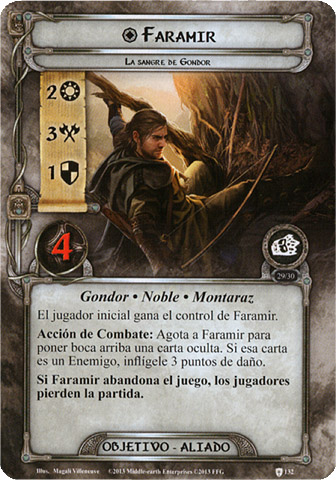 Faramir
La sangre de Gondor
2
3
1
4
29/30
Gondor • Noble • Montaraz
El jugador inicial gana el control de Faramir.
Acción de Combate: Agota a Faramir para
poner boca arriba una carta oculta. Si esa carta
es un Enemigo, inflígele 3 puntos de daño.
Si Faramir abandona el juego, los jugadores
pierden la partida.
Objetivo - Aliado
Illus. Magali Villeneuve ©2013 Middle-earth Enterprises ©2013 FFG 132